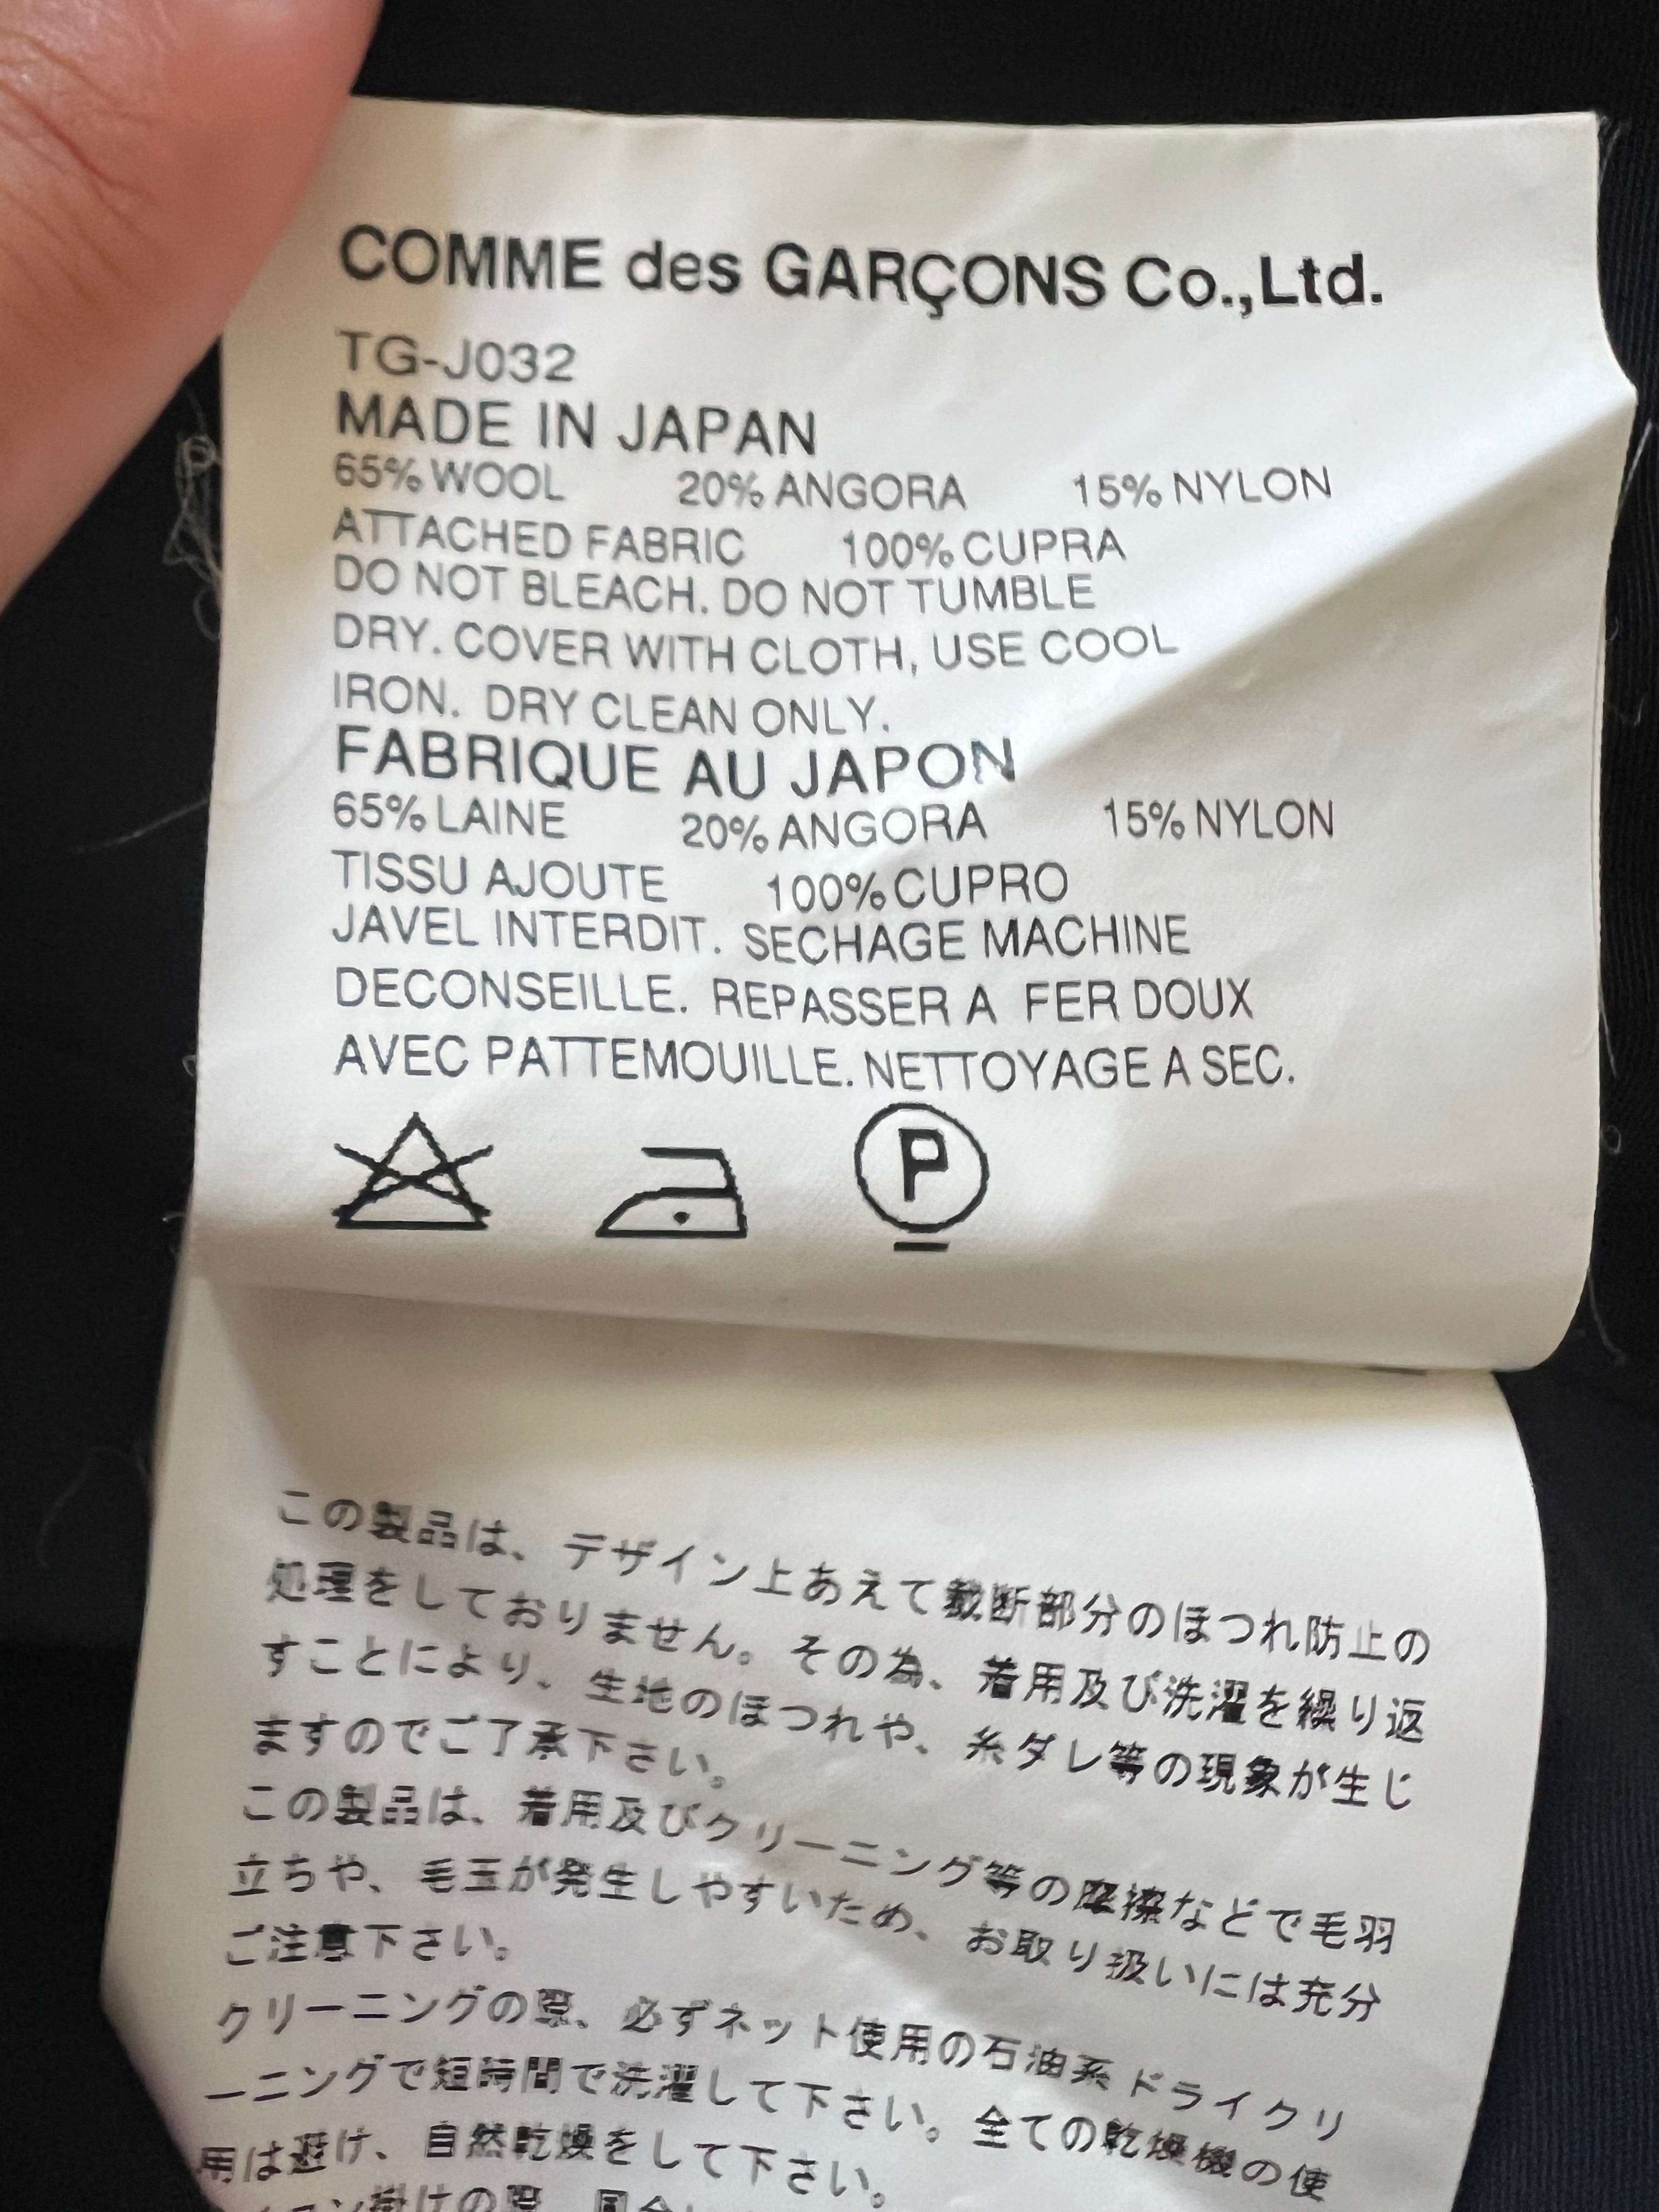 COMME des GARÇONS Co.,Ltd.
TG-J032
MADE IN JAPAN
65% WOOL 20% ANGORA 15% NYLON
ATTACHED FABRIC 100% CUPRA
DO NOT BLEACH. DO NOT TUMBLE
DRY. COVER WITH CLOTH, USE COOL
IRON. DRY CLEAN ONLY.
FABRIQUE AU JAPON
65% LAINE 20% ANGORA 15% NYLON
TISSU AJOUTE 100% CUPRO
JAVEL INTERDIT. SECHAGE MACHINE
DECONSEILLE. REPASSER A FER DOUX
AVEC PATTEMOUILLE. NETTOYAGE A SEC.
P
この製品は、デザイン上あえて裁断部分のほつれ防止の
処理をしておりません。その為、着用及び洗濯を繰り返
すことにより、生地のほつれや、糸ダレ等の現象が生じ
ますのでご了承下さい。
この製品は、着用及びクリーニング等の摩擦などで毛羽
立ちや、毛玉が発生しやすいため、お取り扱いには充分
ご注意下さい。
クリーニングの際、必ずネット使用の石油系ドライクリ
ーニングで短時間で洗濯して下さい。全ての乾燥機の使
用は避け、自然乾燥をして下さい。